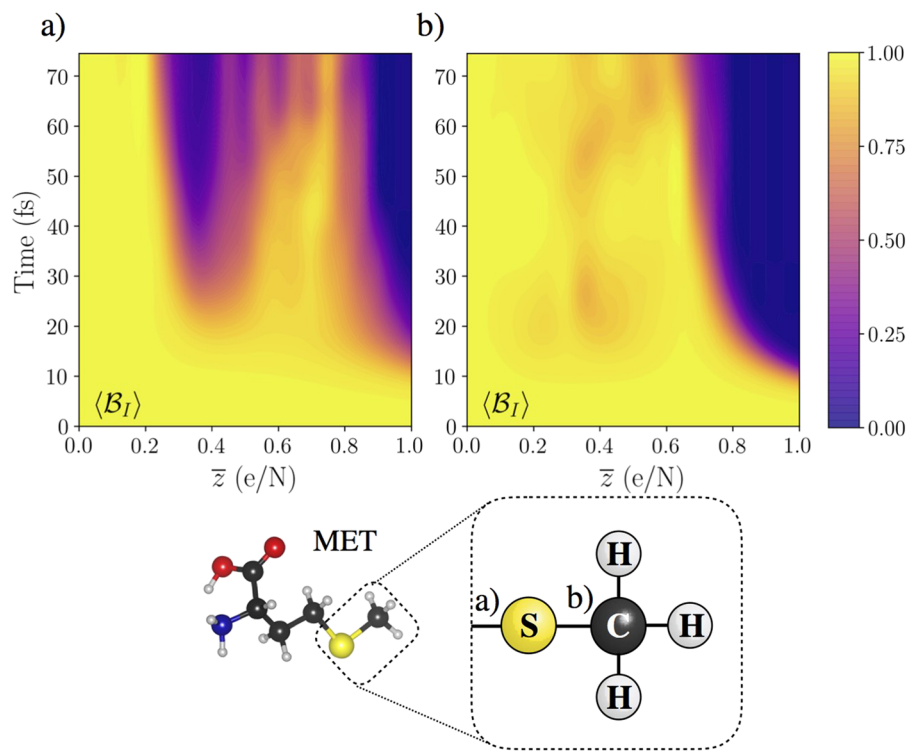 a) b)
70 70 1.00
60 60
50 50 0.75
Time (fs)
40 40
30 30 0.50
20 20 0.25
10 10
⟨𝓑_I⟩ ⟨𝓑_I⟩
0 0 0.00
0.0 0.2 0.4 0.6 0.8 1.0 0.0 0.2 0.4 0.6 0.8 1.0
z̅ (e/N) z̅ (e/N)
MET
H
a) b)
S C H
H